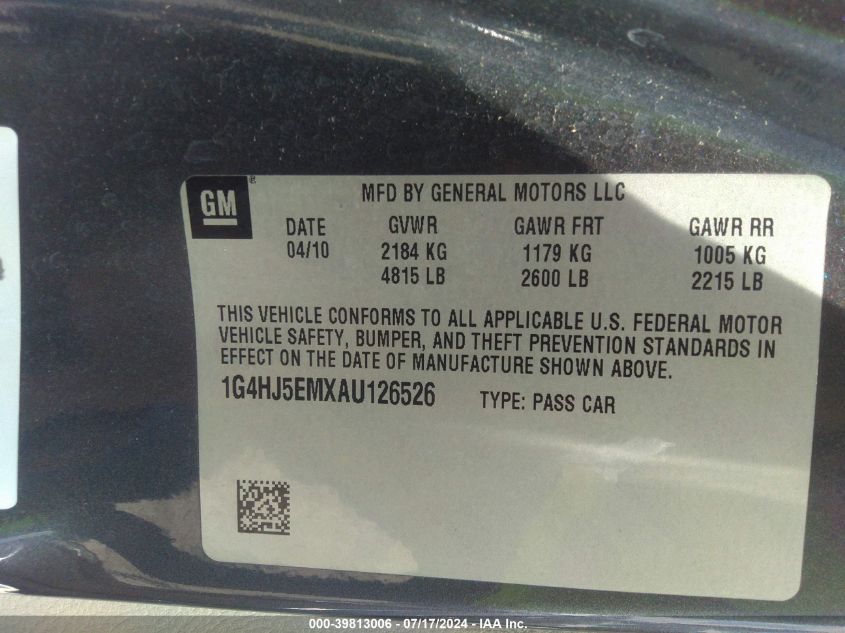 GM ®
MFD BY GENERAL MOTORS LLC
DATE GVWR GAWR FRT GAWR RR
04/10 2184 KG 1179 KG 1005 KG
4815 LB 2600 LB 2215 LB
THIS VEHICLE CONFORMS TO ALL APPLICABLE U.S. FEDERAL MOTOR
VEHICLE SAFETY, BUMPER, AND THEFT PREVENTION STANDARDS IN
EFFECT ON THE DATE OF MANUFACTURE SHOWN ABOVE.
1G4HJ5EMXAU126526 TYPE: PASS CAR
000-39813006 - 07/17/2024 - IAA Inc.